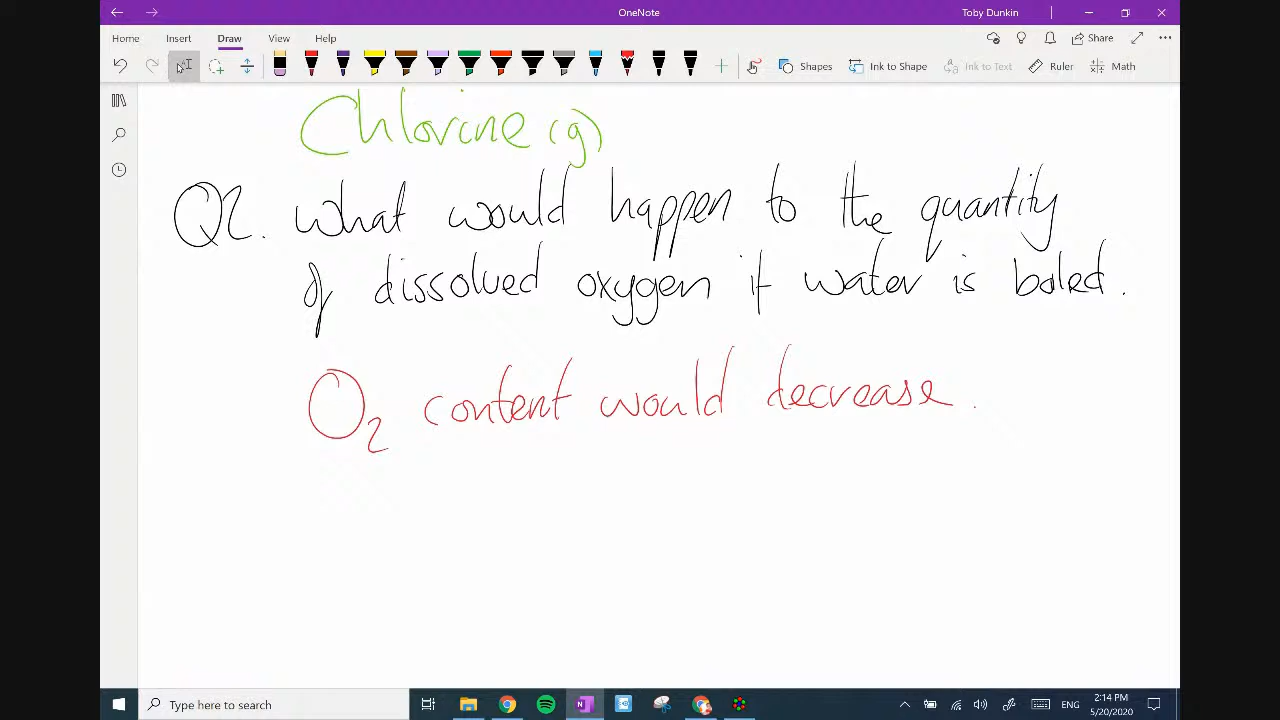 OneNote
Toby Dunkin
Home Insert Draw View Help
Share
Shapes Ink to Shape Ink to Text Ruler Math
Chlorine (g)
Q2. What would happen to the quantity
of dissolved oxygen if water is boiled.
O₂ content would decrease.
Type here to search
ENG
2:14 PM
5/20/2020